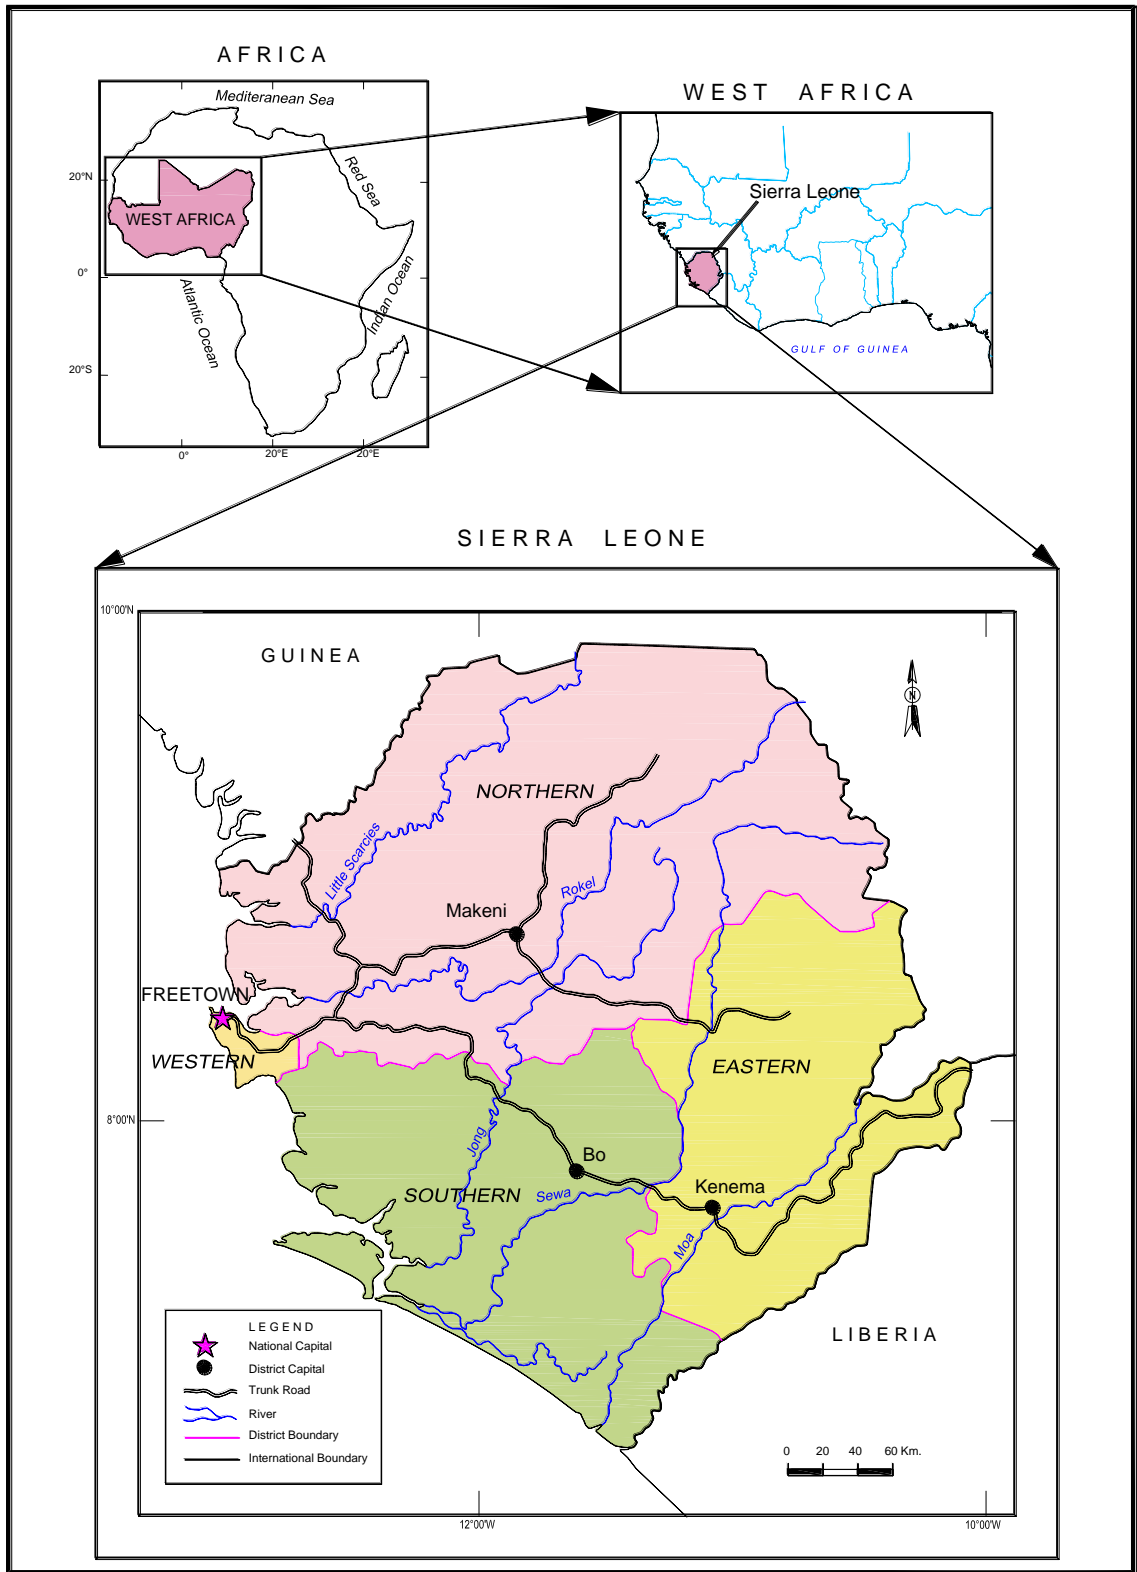 AFRICA
Mediteranean Sea
Red Sea
20°N
WEST AFRICA
0°
Atlantic Ocean
Indian Ocean
20°S
0°
20°E
20°E
WEST AFRICA
Sierra Leone
GULF OF GUINEA
SIERRA LEONE
10°00'N
GUINEA
N
NORTHERN
Little Scarcies
Rokel
Makeni
FREETOWN
WESTERN
EASTERN
8°00'N
Jong
Bo
SOUTHERN
Sewa
Kenema
Moa
LIBERIA
LEGEND
National Capital
District Capital
Trunk Road
River
District Boundary
International Boundary
0 20 40 60 Km.
12°00'W
10°00'W